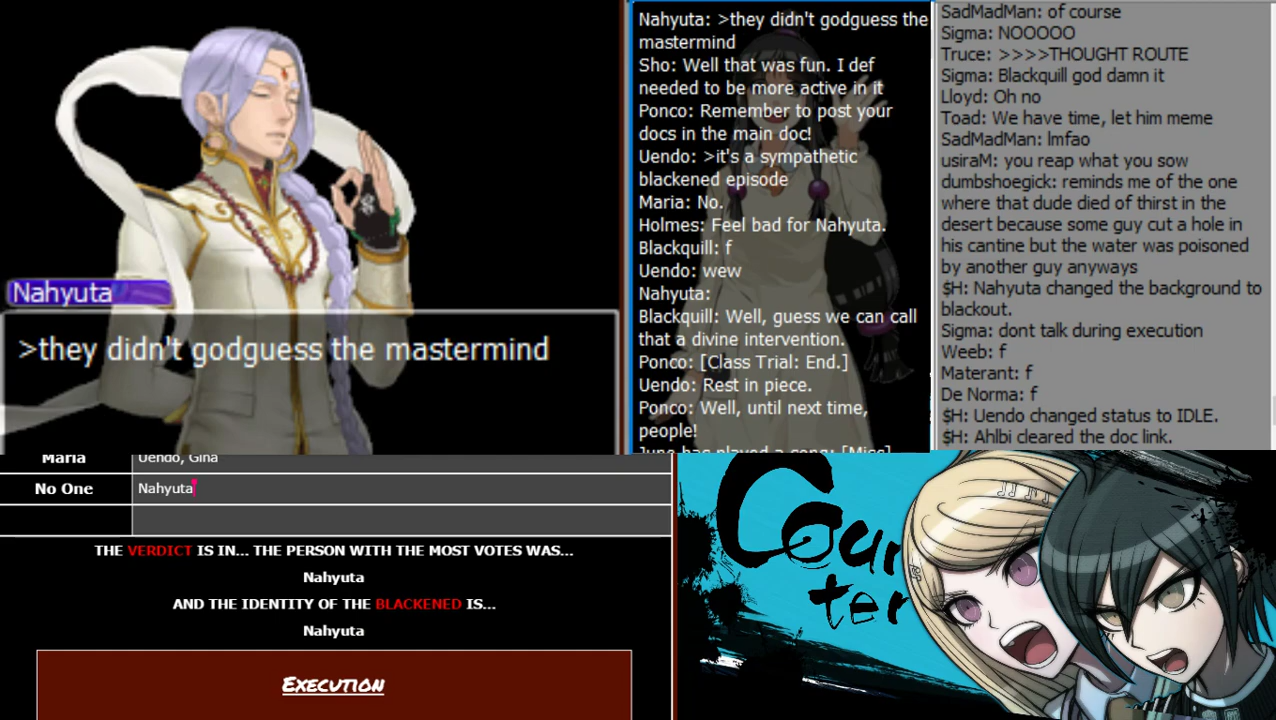 Nahyuta
>they didn't godguess the mastermind
Nahyuta: >they didn't godguess the
mastermind
Sho: Well that was fun. I def
needed to be more active in it
Ponco: Remember to post your
docs in the main doc!
Uendo: >it's a sympathetic
blackened episode
Maria: No.
Holmes: Feel bad for Nahyuta.
Blackquill: f
Uendo: wew
Nahyuta:
Blackquill: Well, guess we can call
that a divine intervention.
Ponco: [Class Trial: End.]
Uendo: Rest in piece.
Ponco: Well, until next time,
people!
June has played a song: [Miss]
SadMadMan: of course
Sigma: NOOOOO
Truce: >>>>THOUGHT ROUTE
Sigma: Blackquill god damn it
Lloyd: Oh no
Toad: We have time, let him meme
SadMadMan: lmfao
usiraM: you reap what you sow
dumbshoegick: reminds me of the one
where that dude died of thirst in the
desert because some guy cut a hole in
his cantine but the water was poisoned
by another guy anyways
$H: Nahyuta changed the background to
blackout.
Sigma: dont talk during execution
Weeb: f
Materant: f
De Norma: f
$H: Uendo changed status to IDLE.
$H: Ahlbi cleared the doc link.
Maria Uendo, Gina
No One Nahyuta
THE VERDICT IS IN... THE PERSON WITH THE MOST VOTES WAS...
Nahyuta
AND THE IDENTITY OF THE BLACKENED IS...
Nahyuta
EXECUTION
Coun
ter